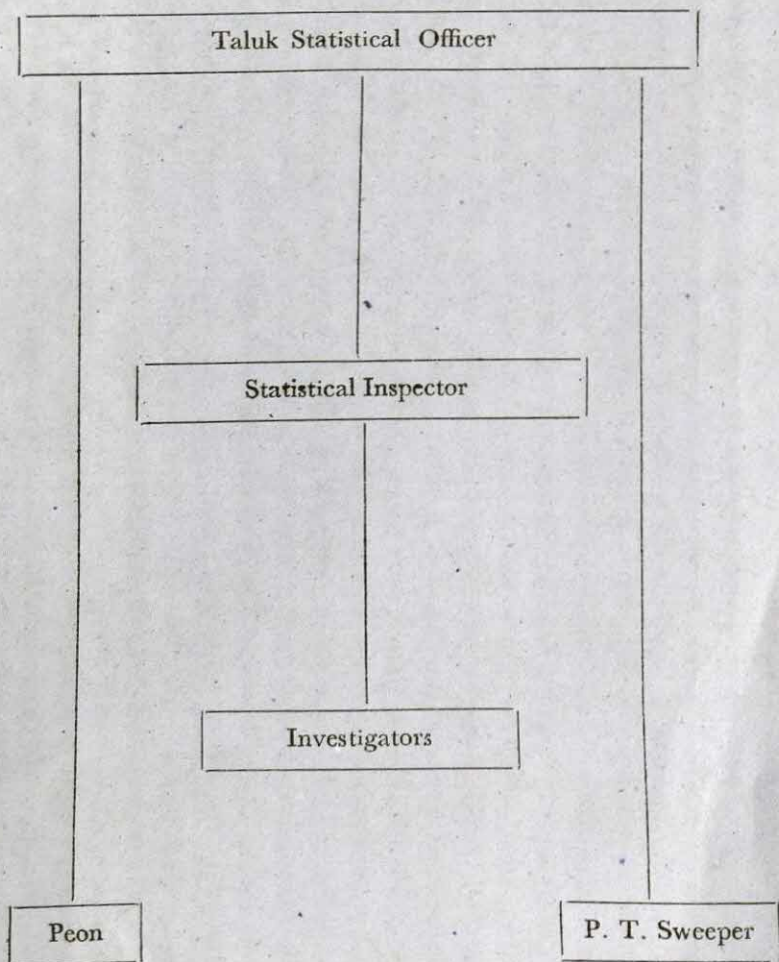 Taluk Statistical Officer
Statistical Inspector
Investigators
Peon
P. T. Sweeper